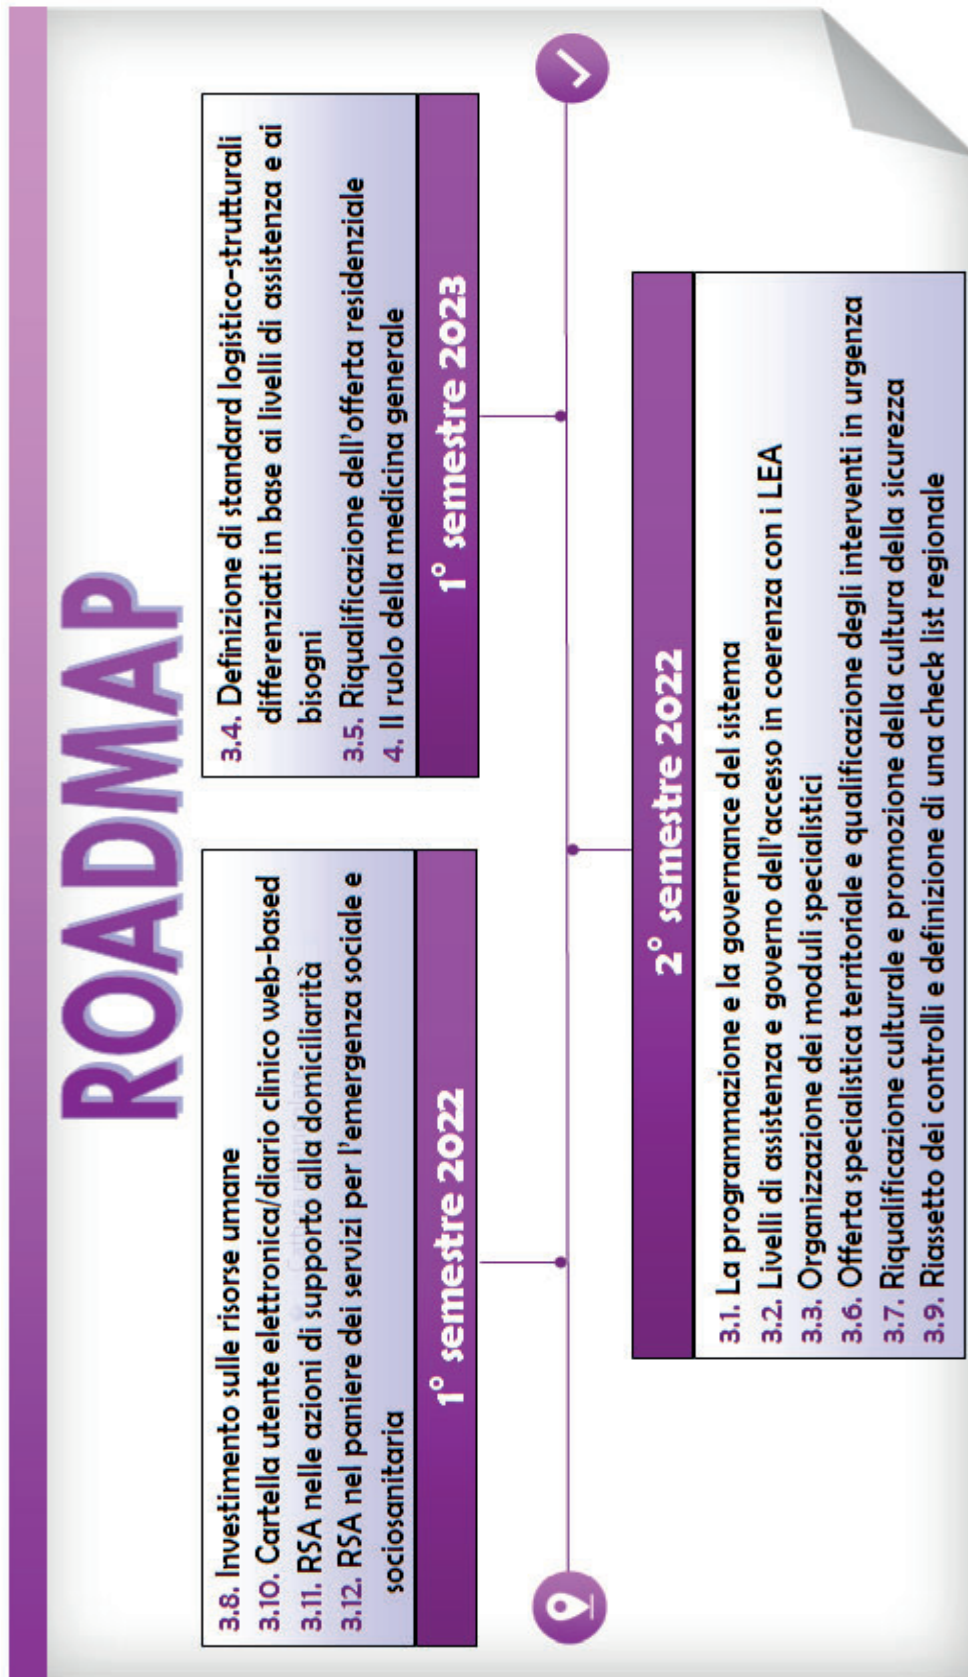 ROADMAP
3.8. Investimento sulle risorse umane
3.10. Cartella utente elettronica/diario clinico web-based
3.11. RSA nelle azioni di supporto alla domiciliarità
3.12. RSA nel paniere dei servizi per l'emergenza sociale e
sociosanitaria
1° semestre 2022
3.4. Definizione di standard logistico-strutturali
differenziati in base ai livelli di assistenza e ai
bisogni
3.5. Riqualificazione dell'offerta residenziale
4. Il ruolo della medicina generale
1° semestre 2023
2° semestre 2022
3.1. La programmazione e la governance del sistema
3.2. Livelli di assistenza e governo dell'accesso in coerenza con i LEA
3.3. Organizzazione dei moduli specialistici
3.6. Offerta specialistica territoriale e qualificazione degli interventi in urgenza
3.7. Riqualificazione culturale e promozione della cultura della sicurezza
3.9. Riassetto dei controlli e definizione di una check list regionale